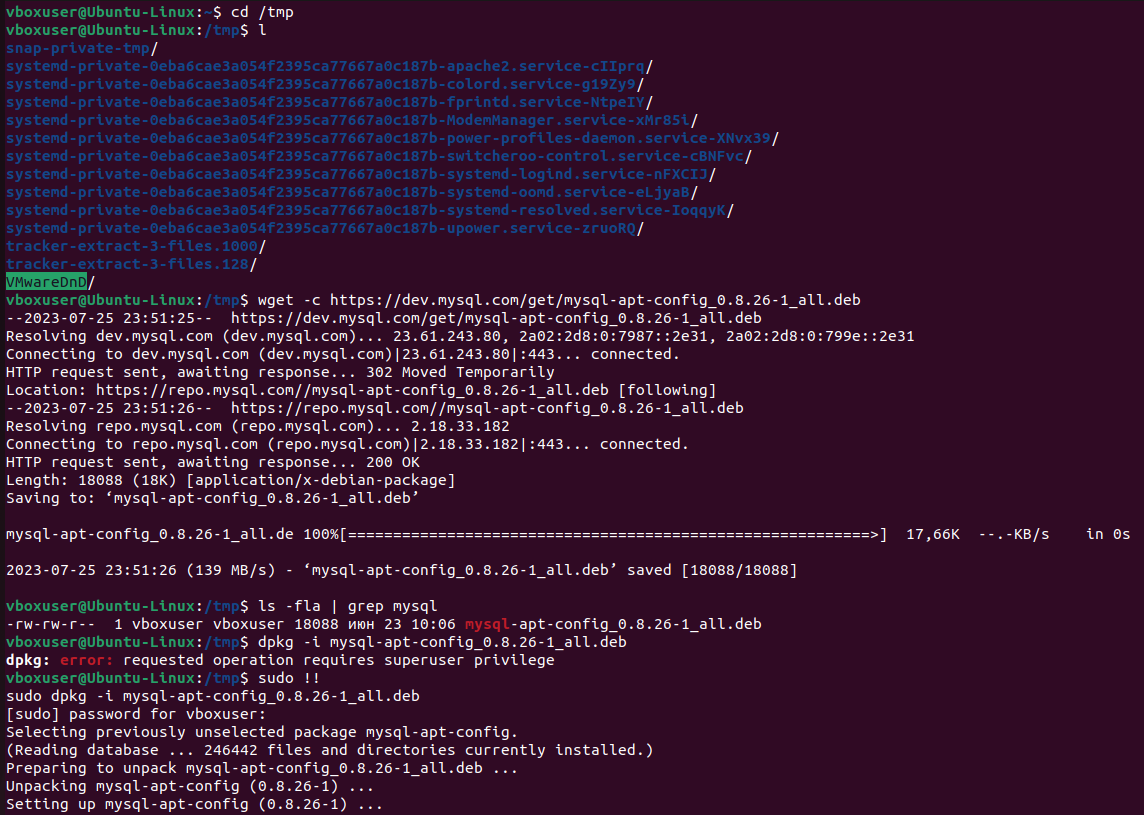 vboxuser@Ubuntu-Linux:~$ cd /tmp
vboxuser@Ubuntu-Linux:/tmp$ l
snap-private-tmp/
systemd-private-0eba6cae3a054f2395ca77667a0c187b-apache2.service-cIIprq/
systemd-private-0eba6cae3a054f2395ca77667a0c187b-colord.service-g19Zy9/
systemd-private-0eba6cae3a054f2395ca77667a0c187b-fprintd.service-NtpeIY/
systemd-private-0eba6cae3a054f2395ca77667a0c187b-ModemManager.service-xMr85i/
systemd-private-0eba6cae3a054f2395ca77667a0c187b-power-profiles-daemon.service-XNvx39/
systemd-private-0eba6cae3a054f2395ca77667a0c187b-switcheroo-control.service-cBNFvc/
systemd-private-0eba6cae3a054f2395ca77667a0c187b-systemd-logind.service-nFXCIJ/
systemd-private-0eba6cae3a054f2395ca77667a0c187b-systemd-oomd.service-eLjyaB/
systemd-private-0eba6cae3a054f2395ca77667a0c187b-systemd-resolved.service-IoqqyK/
systemd-private-0eba6cae3a054f2395ca77667a0c187b-upower.service-zruoRQ/
tracker-extract-3-files.1000/
tracker-extract-3-files.128/
VMwareDnD/
vboxuser@Ubuntu-Linux:/tmp$ wget -c https://dev.mysql.com/get/mysql-apt-config_0.8.26-1_all.deb
--2023-07-25 23:51:25--  https://dev.mysql.com/get/mysql-apt-config_0.8.26-1_all.deb
Resolving dev.mysql.com (dev.mysql.com)... 23.61.243.80, 2a02:2d8:0:7987::2e31, 2a02:2d8:0:799e::2e31
Connecting to dev.mysql.com (dev.mysql.com)|23.61.243.80|:443... connected.
HTTP request sent, awaiting response... 302 Moved Temporarily
Location: https://repo.mysql.com//mysql-apt-config_0.8.26-1_all.deb [following]
--2023-07-25 23:51:26--  https://repo.mysql.com//mysql-apt-config_0.8.26-1_all.deb
Resolving repo.mysql.com (repo.mysql.com)... 2.18.33.182
Connecting to repo.mysql.com (repo.mysql.com)|2.18.33.182|:443... connected.
HTTP request sent, awaiting response... 200 OK
Length: 18088 (18K) [application/x-debian-package]
Saving to: ‘mysql-apt-config_0.8.26-1_all.deb’
mysql-apt-config_0.8.26-1_all.de 100%[==========================================================>]  17,66K  --.-KB/s    in 0s
2023-07-25 23:51:26 (139 MB/s) - ‘mysql-apt-config_0.8.26-1_all.deb’ saved [18088/18088]
vboxuser@Ubuntu-Linux:/tmp$ ls -fla | grep mysql
-rw-rw-r--  1 vboxuser vboxuser 18088 июн 23 10:06 mysql-apt-config_0.8.26-1_all.deb
vboxuser@Ubuntu-Linux:/tmp$ dpkg -i mysql-apt-config_0.8.26-1_all.deb
dpkg: error: requested operation requires superuser privilege
vboxuser@Ubuntu-Linux:/tmp$ sudo !!
sudo dpkg -i mysql-apt-config_0.8.26-1_all.deb
[sudo] password for vboxuser:
Selecting previously unselected package mysql-apt-config.
(Reading database ... 246442 files and directories currently installed.)
Preparing to unpack mysql-apt-config_0.8.26-1_all.deb ...
Unpacking mysql-apt-config (0.8.26-1) ...
Setting up mysql-apt-config (0.8.26-1) ...